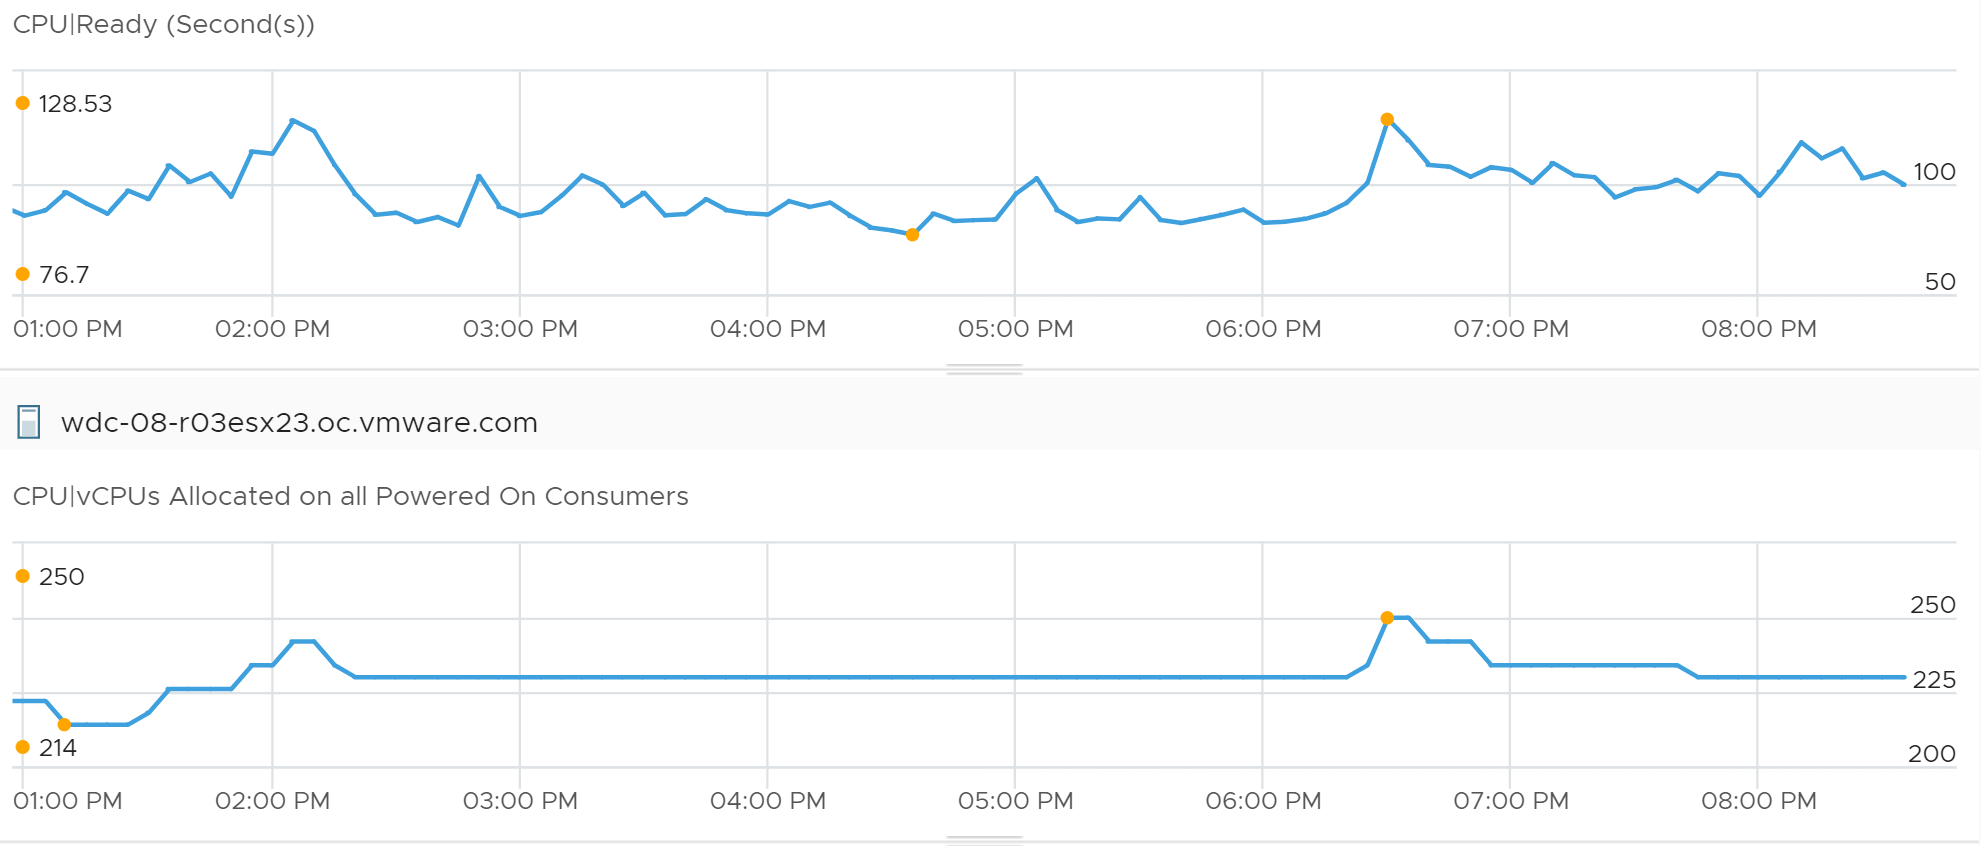 CPU|Ready (Second(s))
128.53
100
76.7
50
01:00 PM 02:00 PM 03:00 PM 04:00 PM 05:00 PM 06:00 PM 07:00 PM 08:00 PM
wdc-08-r03esx23.oc.vmware.com
CPU|vCPUs Allocated on all Powered On Consumers
250
250
225
214
200
01:00 PM 02:00 PM 03:00 PM 04:00 PM 05:00 PM 06:00 PM 07:00 PM 08:00 PM